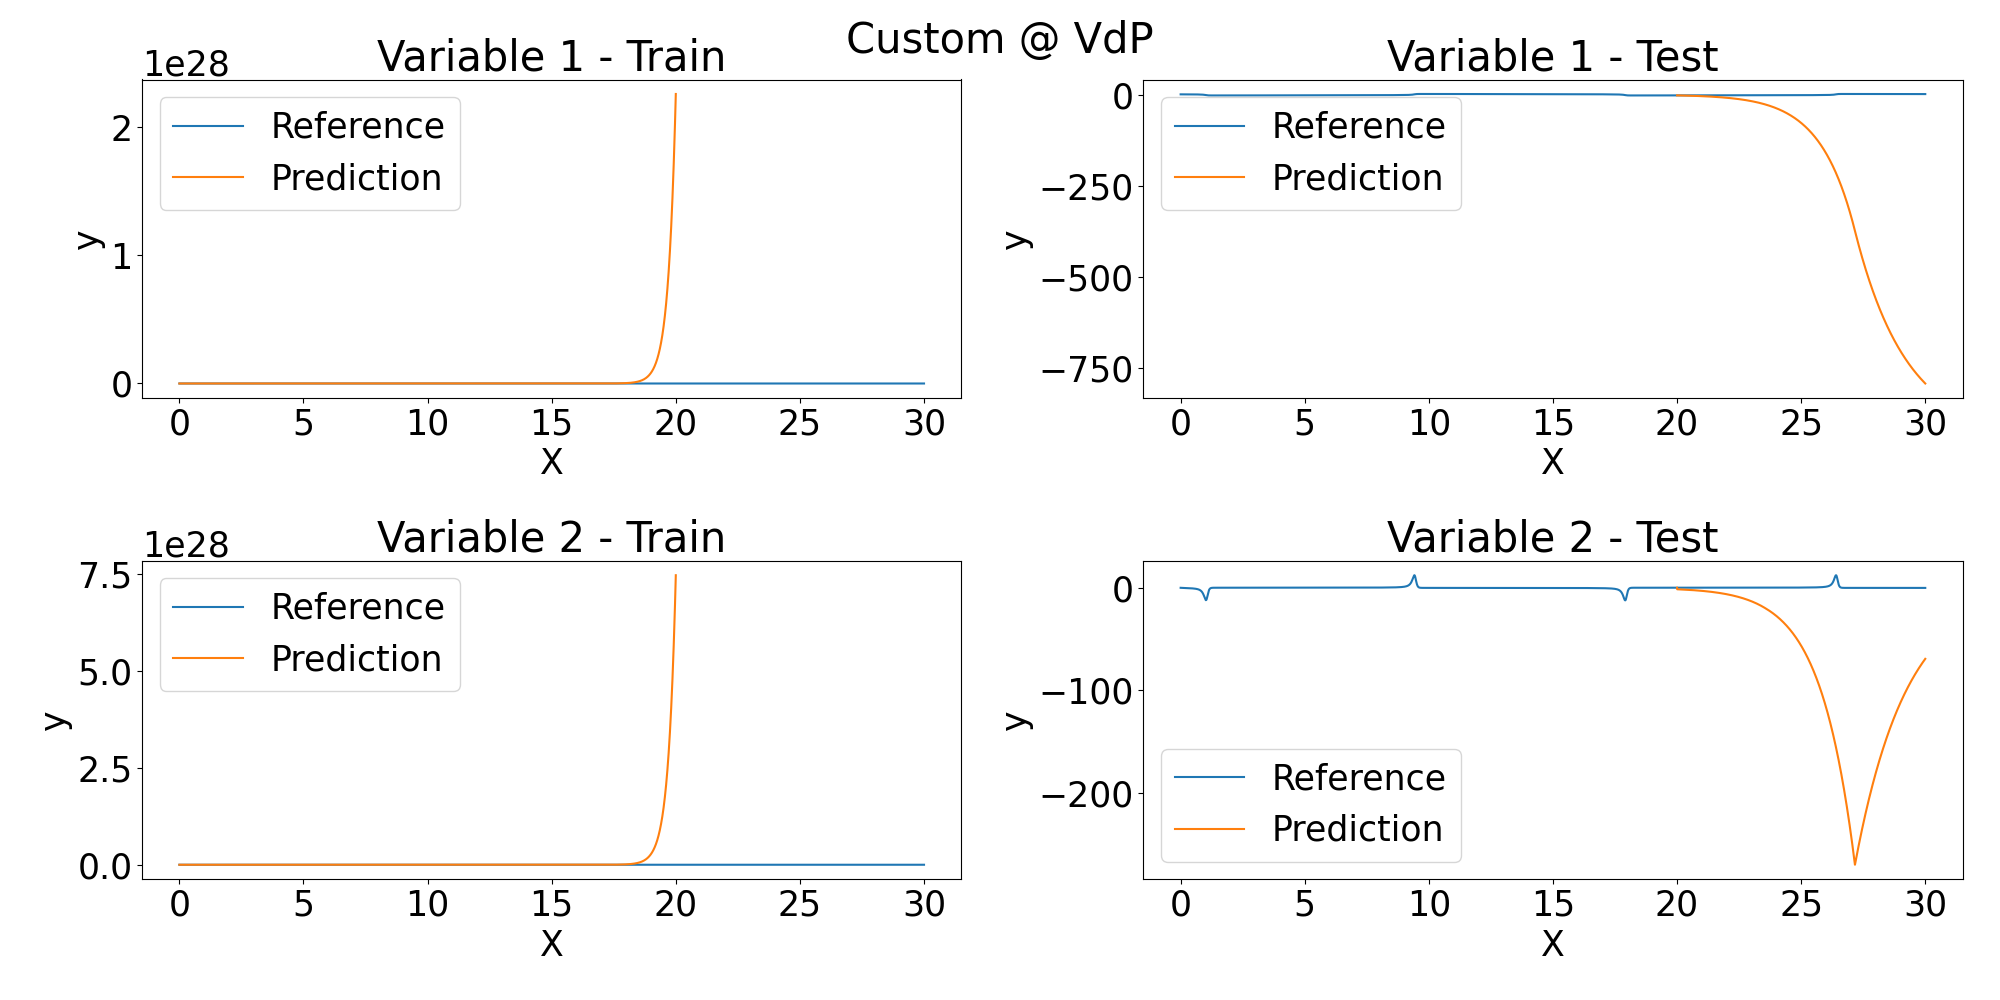 Custom @ VdP
Variable 1 - Train
1e28
Reference
Prediction
2
1
0
y
0 5 10 15 20 25 30
X
Variable 1 - Test
Reference
Prediction
0
−250
−500
−750
y
0 5 10 15 20 25 30
X
Variable 2 - Train
1e28
Reference
Prediction
7.5
5.0
2.5
0.0
y
0 5 10 15 20 25 30
X
Variable 2 - Test
0
−100
−200
y
Reference
Prediction
0 5 10 15 20 25 30
X